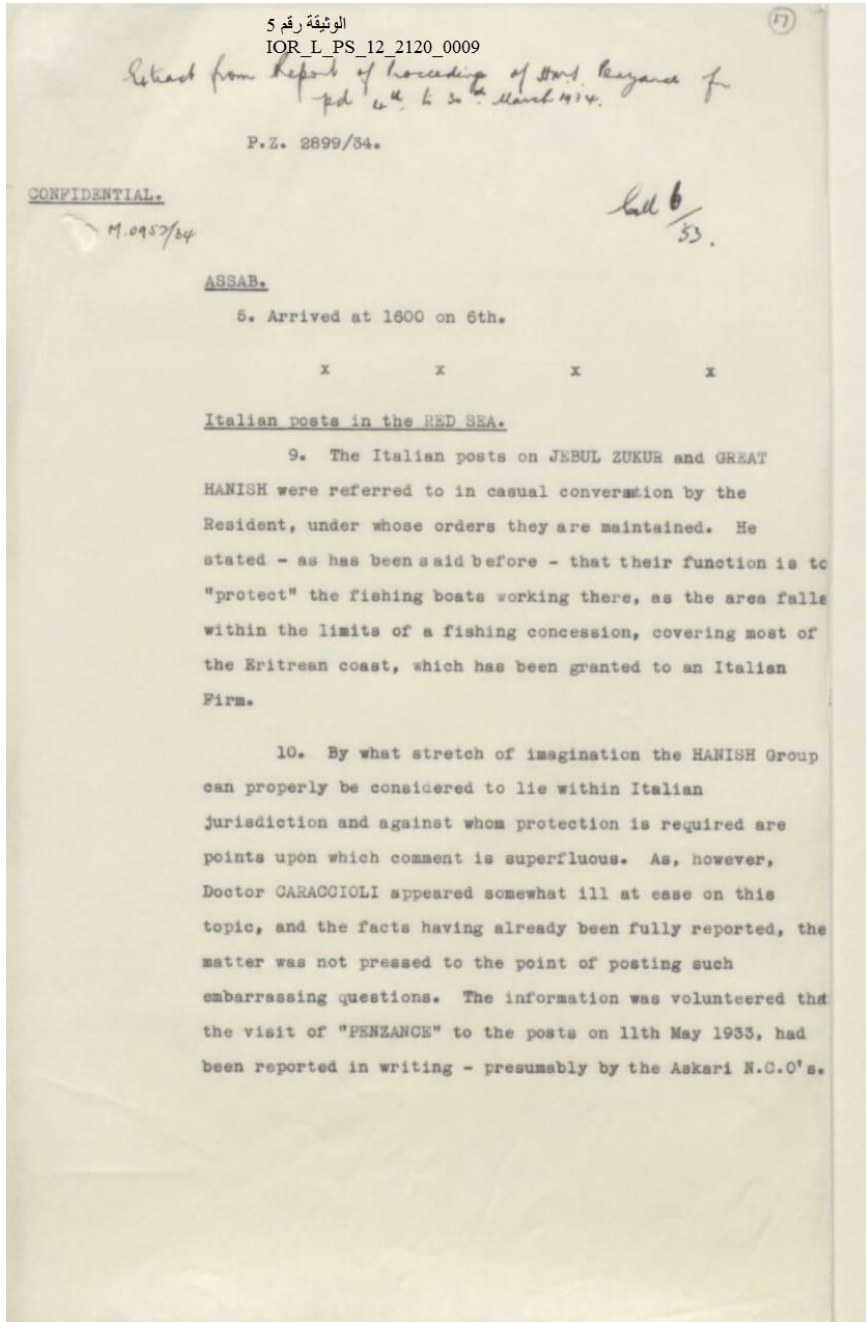 الوثيقة رقم 5
IOR_L_PS_12_2120_0009
17
Extract from Report of Proceedings of H.M.S. Penzance for
pd 4th to 30th March 1934.
P.Z. 2899/34.
CONFIDENTIAL.
M.0957/34
6/53.
ASSAB.
5. Arrived at 1600 on 6th.
x x x x
Italian posts in the RED SEA.
9. The Italian posts on JEBUL ZUKUR and GREAT
HANISH were referred to in casual converation by the
Resident, under whose orders they are maintained. He
stated - as has been said before - that their function is to
"protect" the fishing boats working there, as the area falls
within the limits of a fishing concession, covering most of
the Eritrean coast, which has been granted to an Italian
Firm.
10. By what stretch of imagination the HANISH Group
can properly be considered to lie within Italian
jurisdiction and against whom protection is required are
points upon which comment is superfluous. As, however,
Doctor CARACCIOLI appeared somewhat ill at ease on this
topic, and the facts having already been fully reported, the
matter was not pressed to the point of posting such
embarrassing questions. The information was volunteered that
the visit of "PENZANCE" to the posts on 11th May 1933, had
been reported in writing - presumably by the Askari N.C.O's.